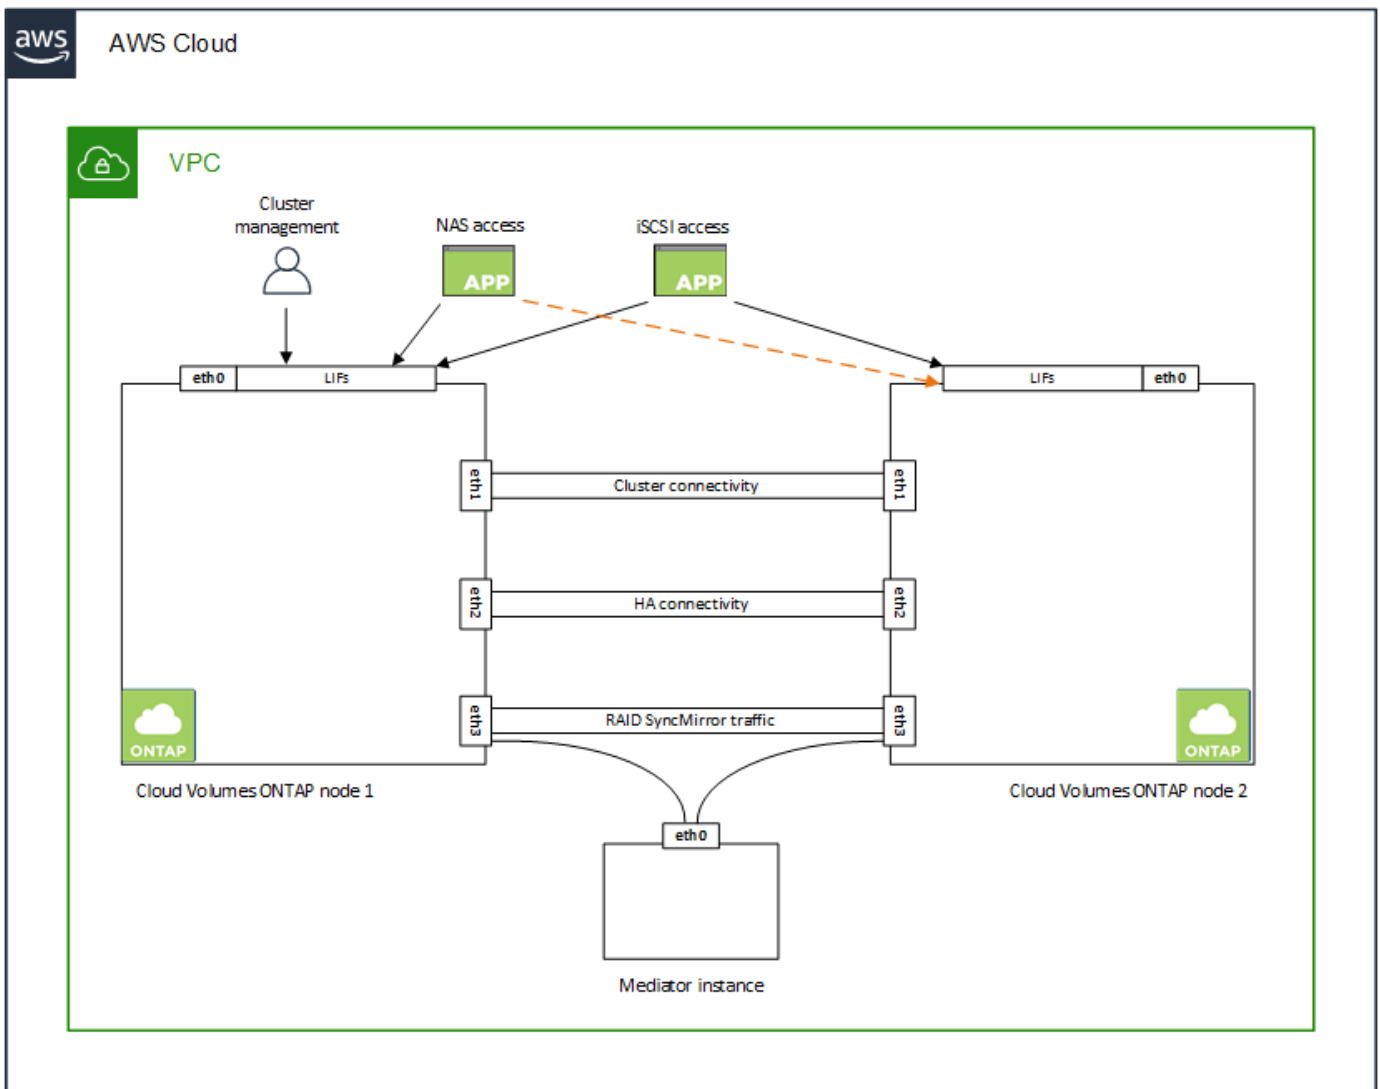 aws
AWS Cloud
VPC
Cluster
management
NAS access
iSCSI access
APP
APP
eth0
LIFs
LIFs
eth0
eth1
Cluster connectivity
eth1
eth2
HA connectivity
eth2
eth3
RAID SyncMirror traffic
eth3
ONTAP
ONTAP
Cloud Volumes ONTAP node 1
Cloud Volumes ONTAP node 2
eth0
Mediator instance